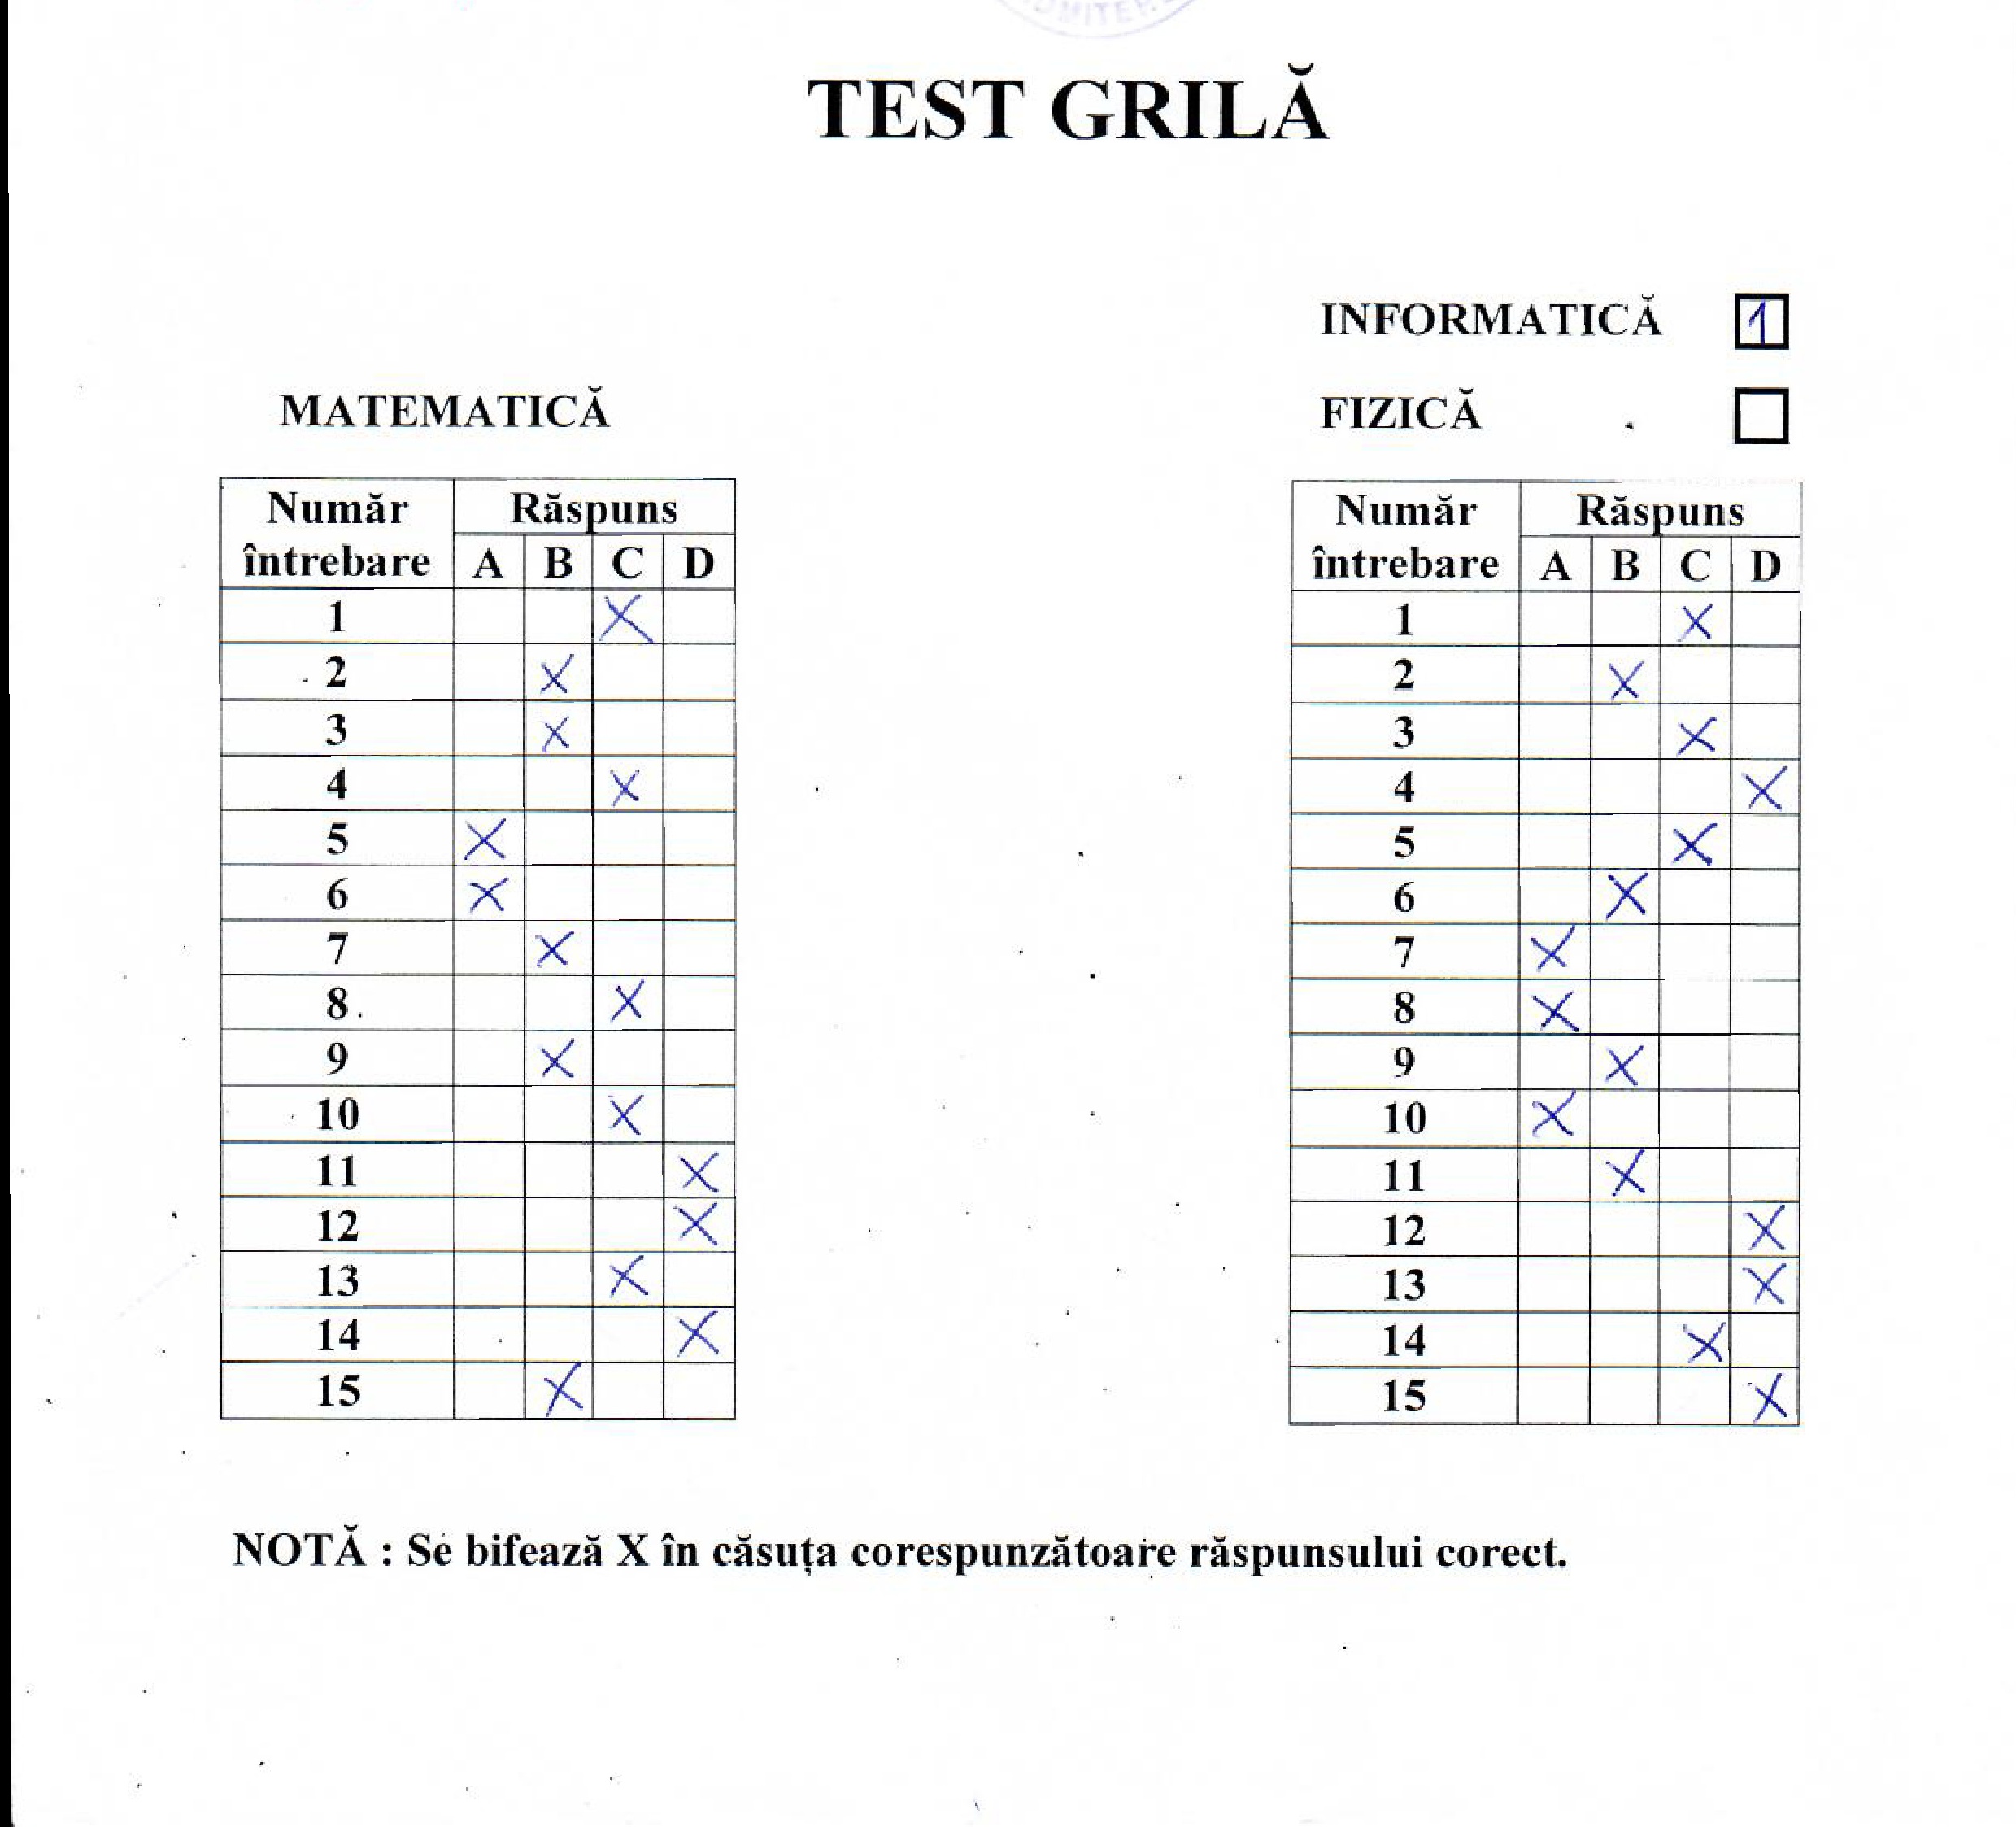 TEST GRILĂ
INFORMATICĂ 1
FIZICĂ
MATEMATICĂ
Număr întrebare Răspuns
A B C D
1 X
2 X
3 X
4 X
5 X
6 X
7 X
8 X
9 X
10 X
11 X
12 X
13 X
14 X
15 X
Număr întrebare Răspuns
A B C D
1 X
2 X
3 X
4 X
5 X
6 X
7 X
8 X
9 X
10 X
11 X
12 X
13 X
14 X
15 X
NOTĂ : Se bifează X în căsuța corespunzătoare răspunsului corect.